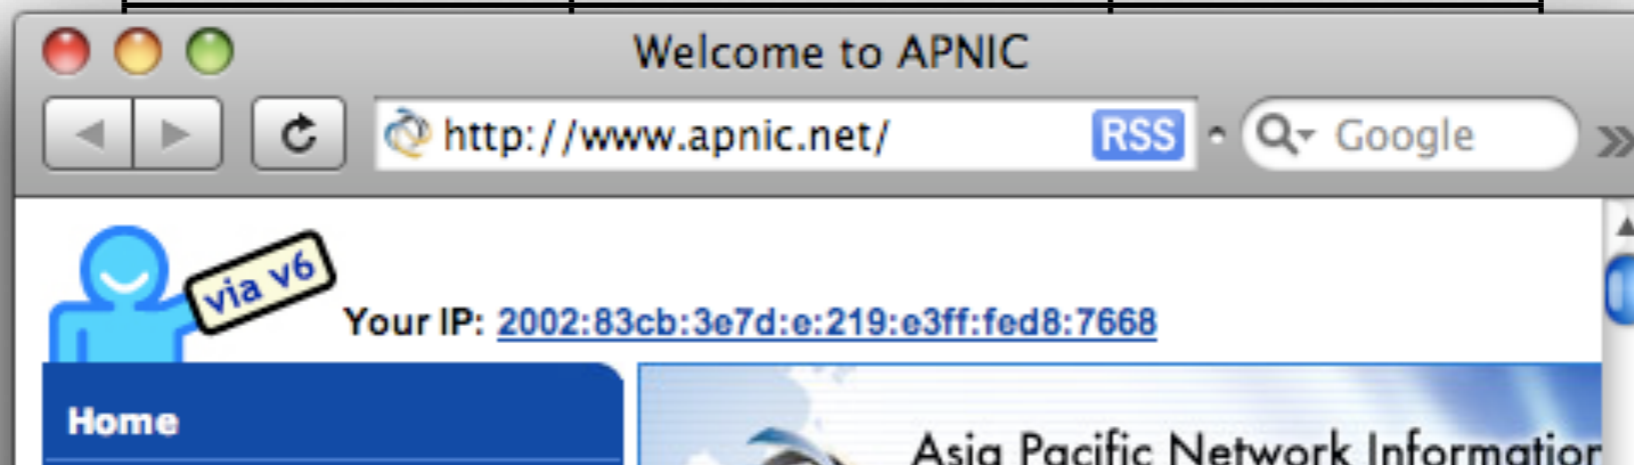 Welcome to APNIC
http://www.apnic.net/ RSS Google
via v6
Your IP: 2002:83cb:3e7d:e:219:e3ff:fed8:7668
Home
Asia Pacific Network Information